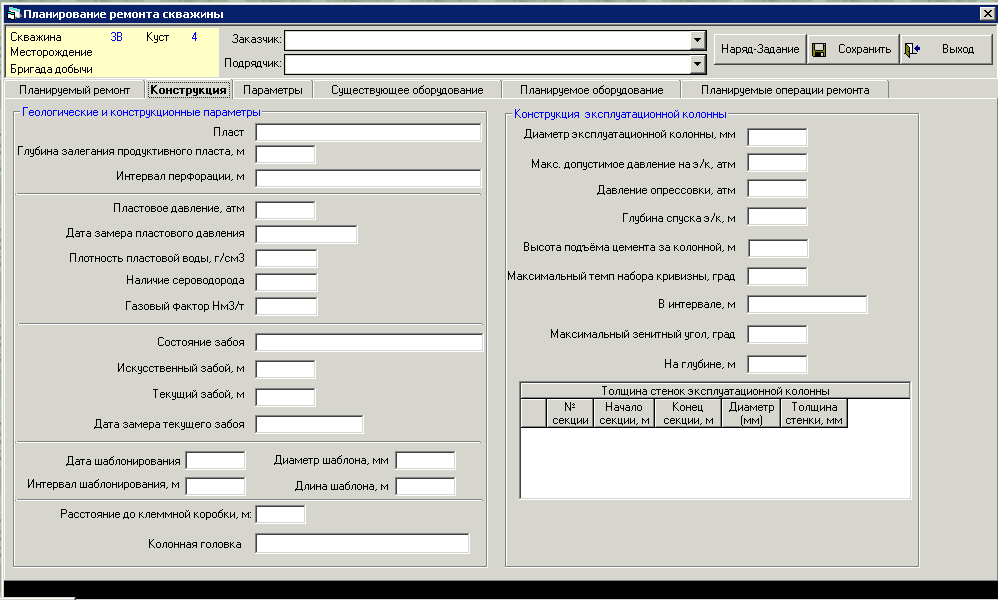 Планирование ремонта скважины
Скважина 3В Куст 4
Месторождение
Бригада добычи
Заказчик:
Подрядчик:
Наряд-Задание
Сохранить
Выход
Планируемый ремонт
Конструкция
Параметры
Существующее оборудование
Планируемое оборудование
Планируемые операции ремонта
Геологические и конструкционные параметры
Пласт
Глубина залегания продуктивного пласта, м
Интервал перфорации, м
Пластовое давление, атм
Дата замера пластового давления
Плотность пластовой воды, г/см3
Наличие сероводорода
Газовый фактор Нм3/т
Состояние забоя
Искусственный забой, м
Текущий забой, м
Дата замера текущего забоя
Дата шаблонирования
Диаметр шаблона, мм
Интервал шаблонирования, м
Длина шаблона, м
Расстояние до клеммной коробки, м:
Колонная головка
Конструкция эксплуатационной колонны
Диаметр эксплуатационной колонны, мм
Макс. допустимое давление на э/к, атм
Давление опрессовки, атм
Глубина спуска э/к, м
Высота подъёма цемента за колонной, м
Максимальный темп набора кривизны, град
В интервале, м
Максимальный зенитный угол, град
На глубине, м
Толщина стенок эксплуатационной колонны
№ секции
Начало секции, м
Конец секции, м
Диаметр (мм)
Толщина стенки, мм